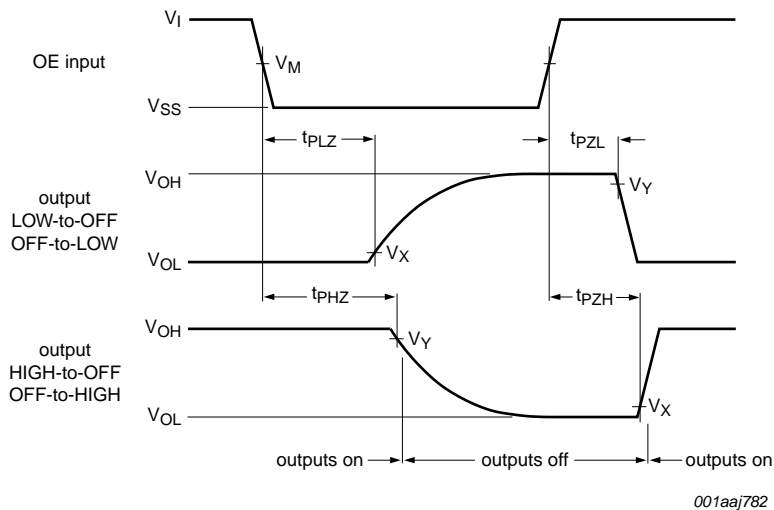 V_I
OE input
V_M
V_SS
t_PLZ
t_PZL
V_OH
output
LOW-to-OFF
OFF-to-LOW
V_Y
V_X
V_OL
t_PHZ
t_PZH
V_OH
output
HIGH-to-OFF
OFF-to-HIGH
V_Y
V_X
V_OL
outputs on
outputs off
outputs on
001aaj782